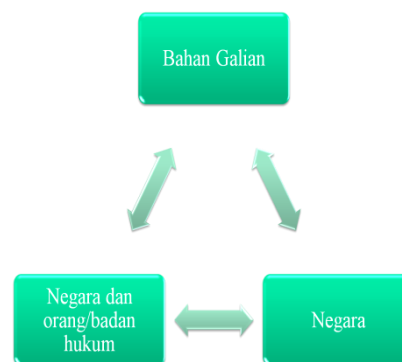 Bahan Galian
Negara dan
orang/badan
hukum
Negara